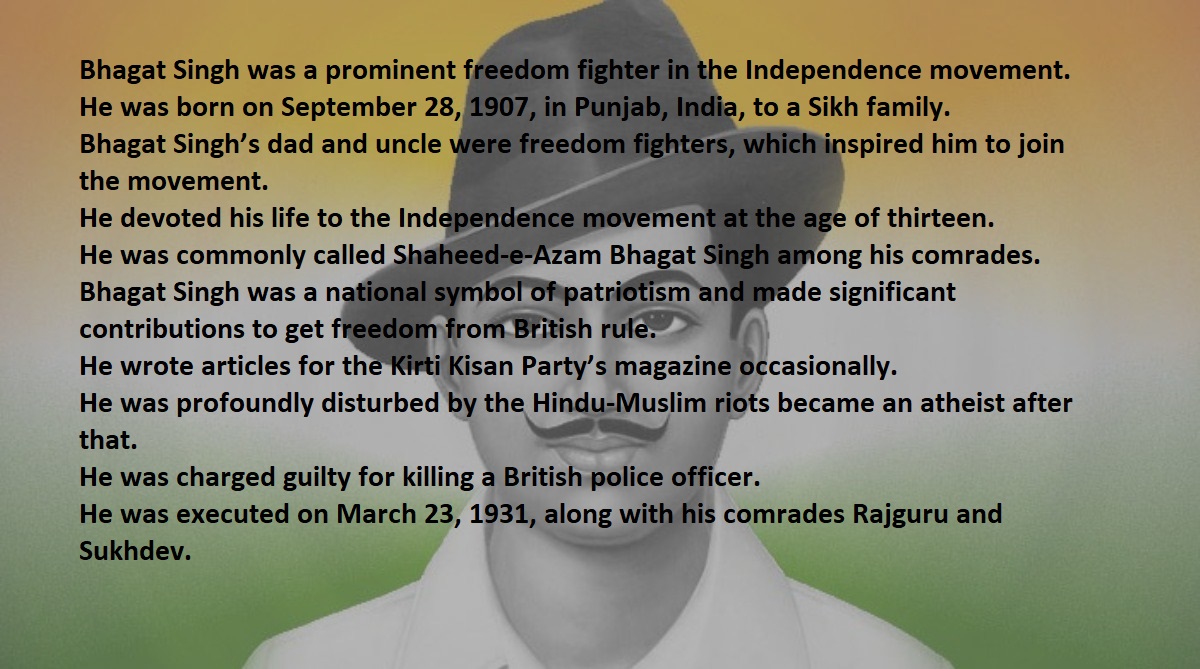 Bhagat Singh was a prominent freedom fighter in the Independence movement.
He was born on September 28, 1907, in Punjab, India, to a Sikh family.
Bhagat Singh’s dad and uncle were freedom fighters, which inspired him to join
the movement.
He devoted his life to the Independence movement at the age of thirteen.
He was commonly called Shaheed-e-Azam Bhagat Singh among his comrades.
Bhagat Singh was a national symbol of patriotism and made significant
contributions to get freedom from British rule.
He wrote articles for the Kirti Kisan Party’s magazine occasionally.
He was profoundly disturbed by the Hindu-Muslim riots became an atheist after
that.
He was charged guilty for killing a British police officer.
He was executed on March 23, 1931, along with his comrades Rajguru and
Sukhdev.